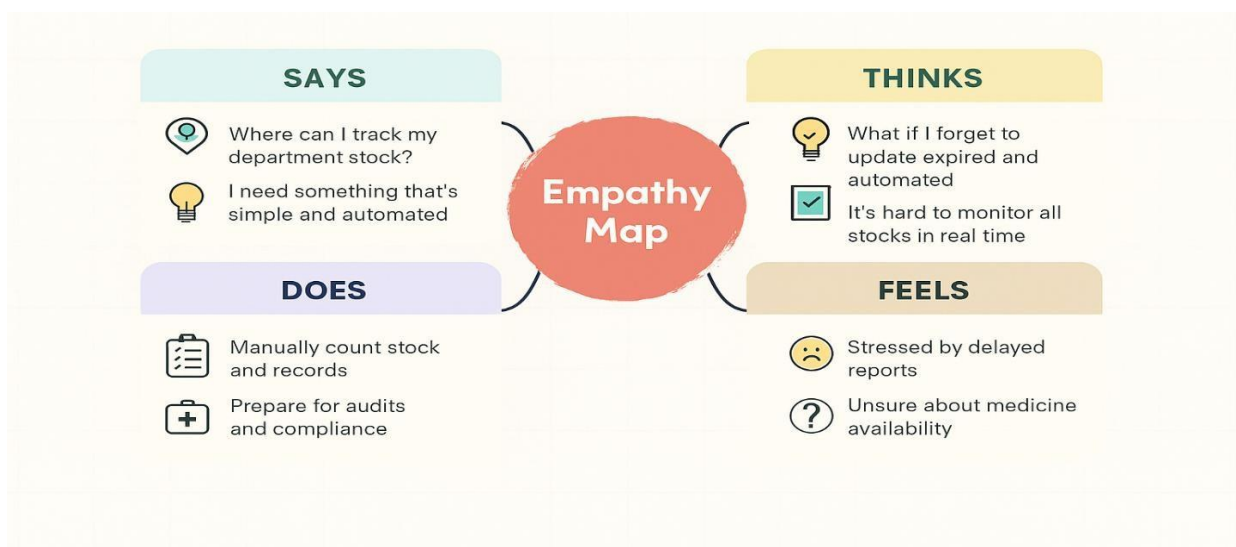 SAYS
Where can I track my
department stock?
I need something that's
simple and automated
Empathy
Map
THINKS
What if I forget to
update expired and
automated
It's hard to monitor all
stocks in real time
DOES
Manually count stock
and records
Prepare for audits
and compliance
FEELS
Stressed by delayed
reports
Unsure about medicine
availability